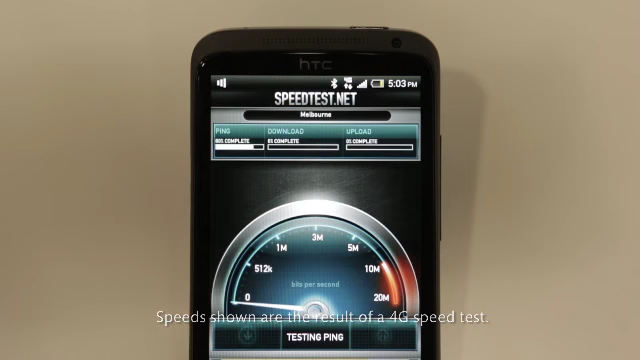 hTC
5:03 PM
SPEEDTEST.NET
Melbourne
PING DOWNLOAD UPLOAD
80% COMPLETE 0% COMPLETE 0% COMPLETE
3M
1M 5M
512k 10M
bits per second
0 20M
Speeds shown are the result of a 4G speed test.
TESTING PING